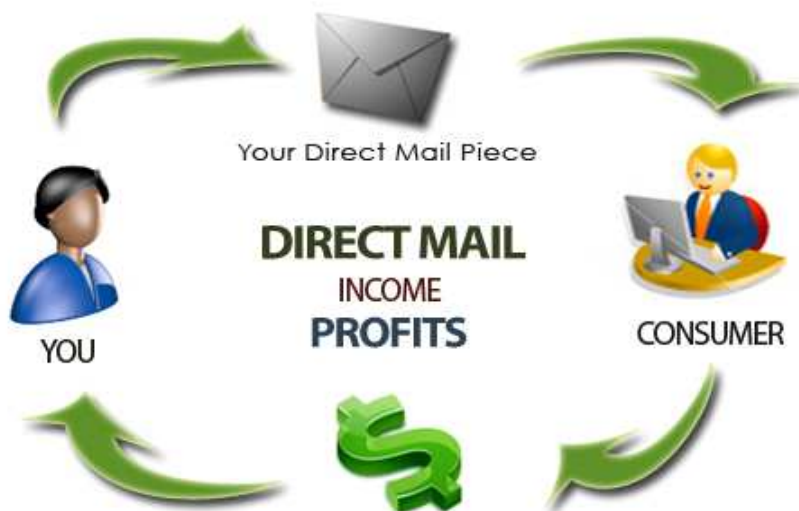 Your Direct Mail Piece
DIRECT MAIL
INCOME
PROFITS
YOU
CONSUMER